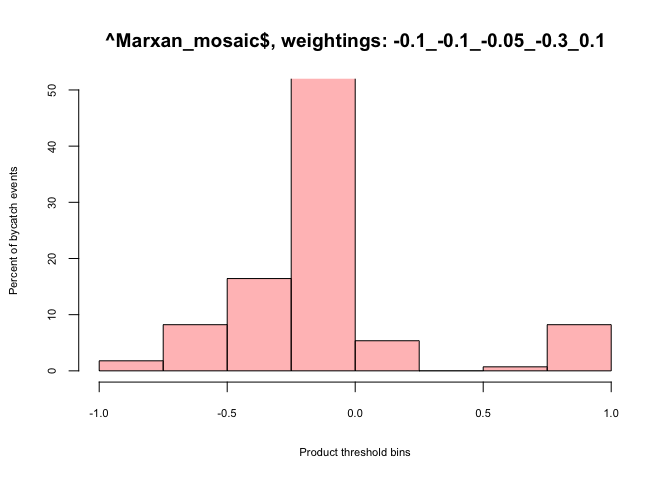 ^Marxan_mosaic$, weightings: -0.1_-0.1_-0.05_-0.3_0.1
50
40
30
20
10
0
Percent of bycatch events
-1.0 -0.5 0.0 0.5 1.0
Product threshold bins